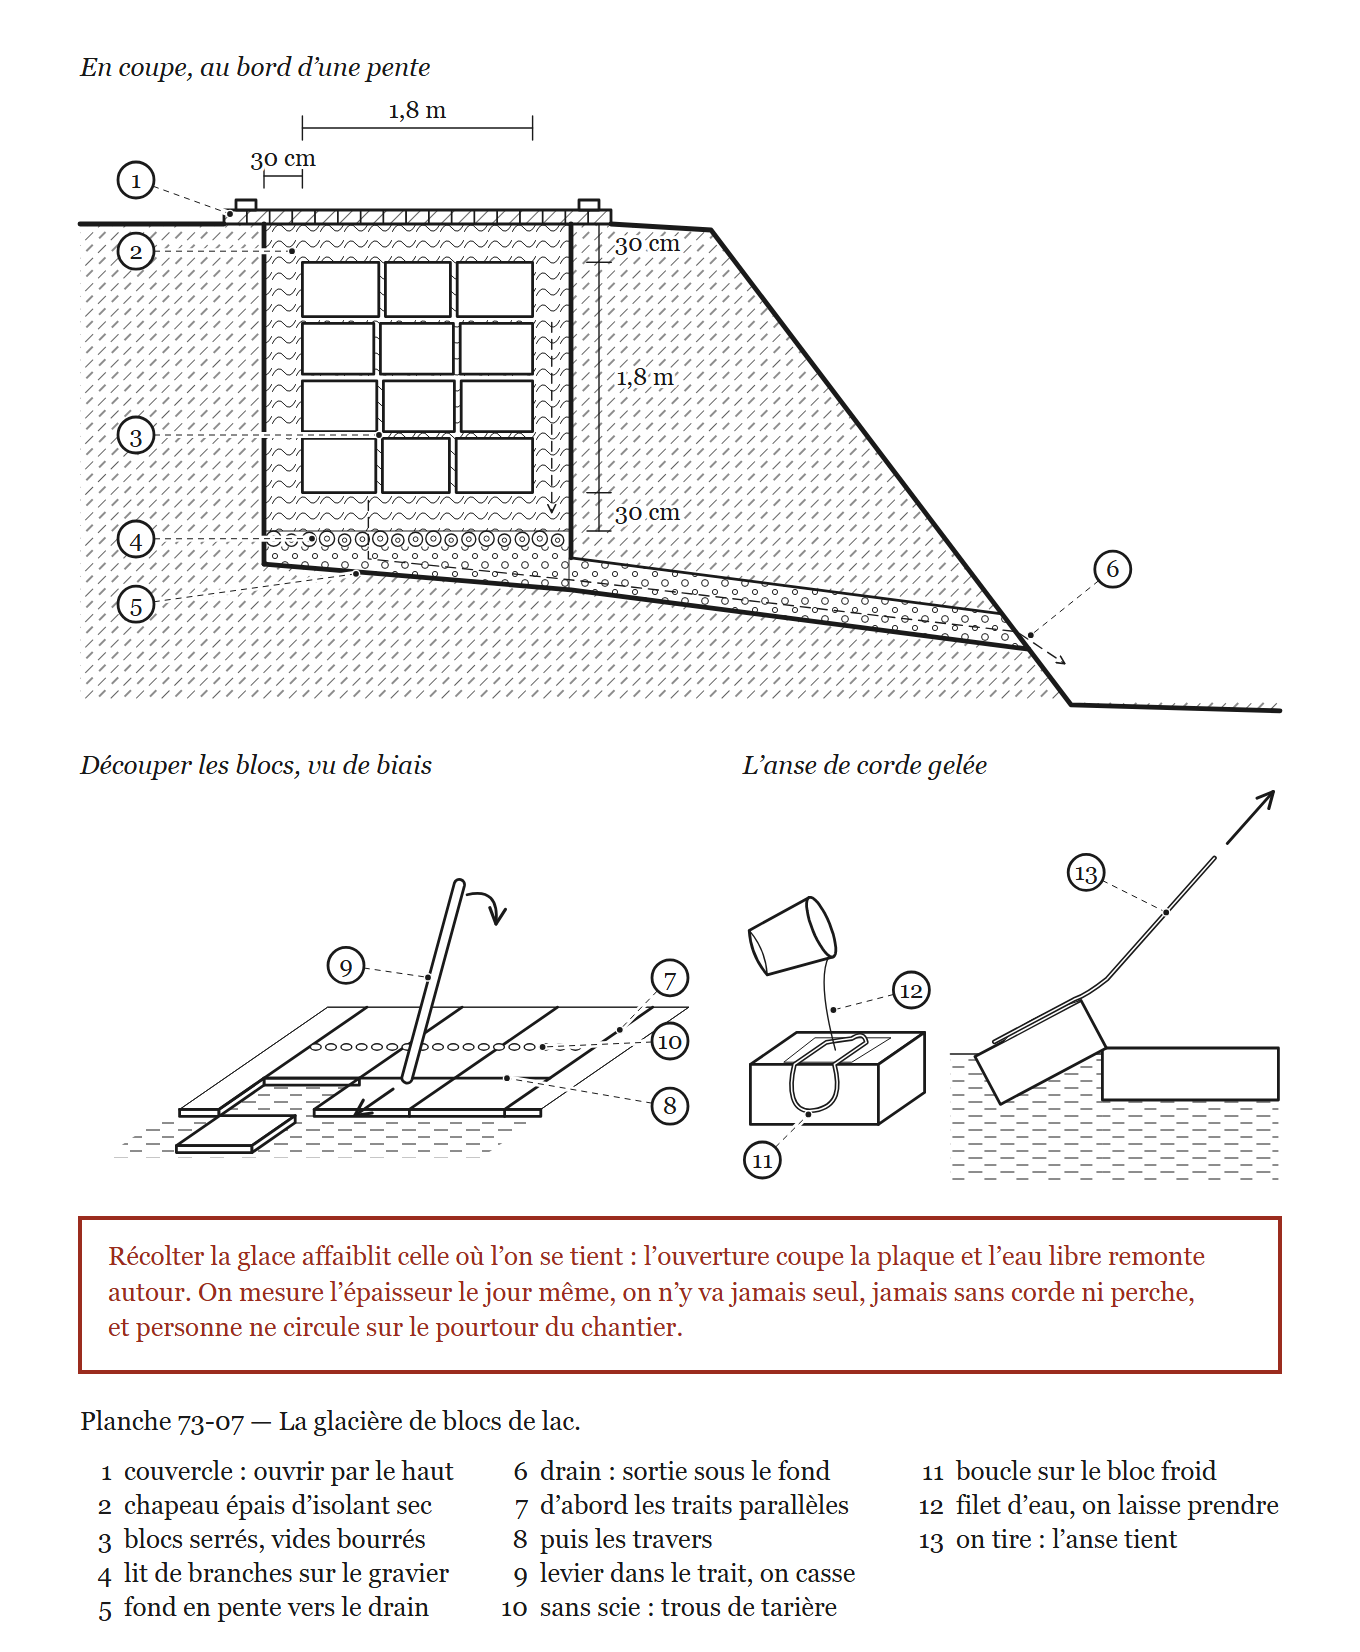 En coupe, au bord d’une pente
1,8 m
30 cm
1
2
30 cm
1,8 m
3
30 cm
4
6
5
Découper les blocs, vu de biais
L’anse de corde gelée
13
9
7
12
10
8
11
Récolter la glace affaiblit celle où l’on se tient : l’ouverture coupe la plaque et l’eau libre remonte
autour. On mesure l’épaisseur le jour même, on n’y va jamais seul, jamais sans corde ni perche,
et personne ne circule sur le pourtour du chantier.
Planche 73-07 — La glacière de blocs de lac.
1 couvercle : ouvrir par le haut
2 chapeau épais d’isolant sec
3 blocs serrés, vides bourrés
4 lit de branches sur le gravier
5 fond en pente vers le drain
6 drain : sortie sous le fond
7 d’abord les traits parallèles
8 puis les travers
9 levier dans le trait, on casse
10 sans scie : trous de tarière
11 boucle sur le bloc froid
12 filet d’eau, on laisse prendre
13 on tire : l’anse tient